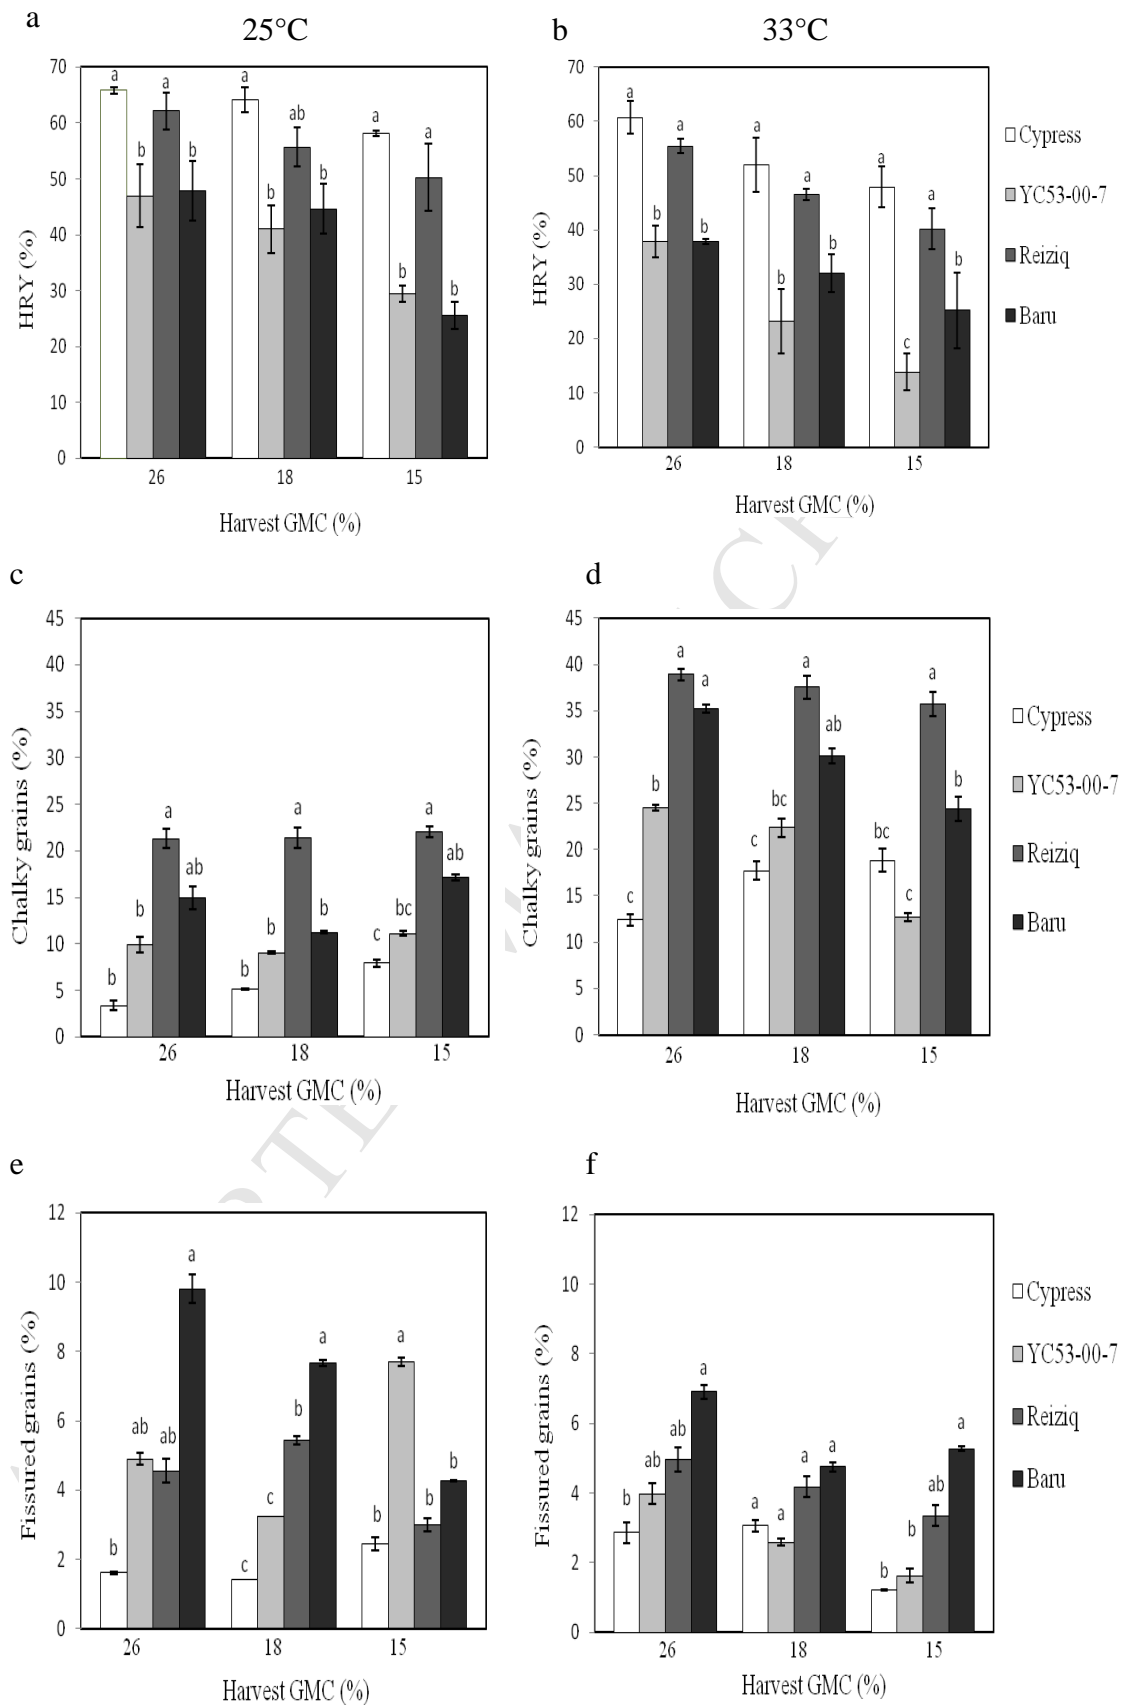 a
25°C
b
33°C
70
60
50
40
30
20
10
0
HRY (%)
a
b
a
b
a
b
ab
b
a
b
a
b
26
18
15
Harvest GMC (%)
70
60
50
40
30
20
10
0
HRY (%)
a
b
a
b
a
b
a
b
a
c
a
b
26
18
15
Harvest GMC (%)
Cypress
YC53-00-7
Reiziq
Baru
c
45
40
35
30
25
20
15
10
5
0
Chalky grains (%)
b
b
a
ab
b
b
a
b
c
bc
a
ab
26
18
15
Harvest GMC (%)
d
45
40
35
30
25
20
15
10
5
0
Chalky grains (%)
c
b
a
a
c
bc
a
ab
bc
c
a
b
26
18
15
Harvest GMC (%)
Cypress
YC53-00-7
Reiziq
Baru
e
12
10
8
6
4
2
0
Fissured grains (%)
b
ab
ab
a
c
c
b
a
b
a
b
b
26
18
15
Harvest GMC (%)
f
12
10
8
6
4
2
0
Fissured grains (%)
b
ab
ab
a
a
a
a
a
b
b
ab
a
26
18
15
Harvest GMC (%)
Cypress
YC53-00-7
Reiziq
Baru